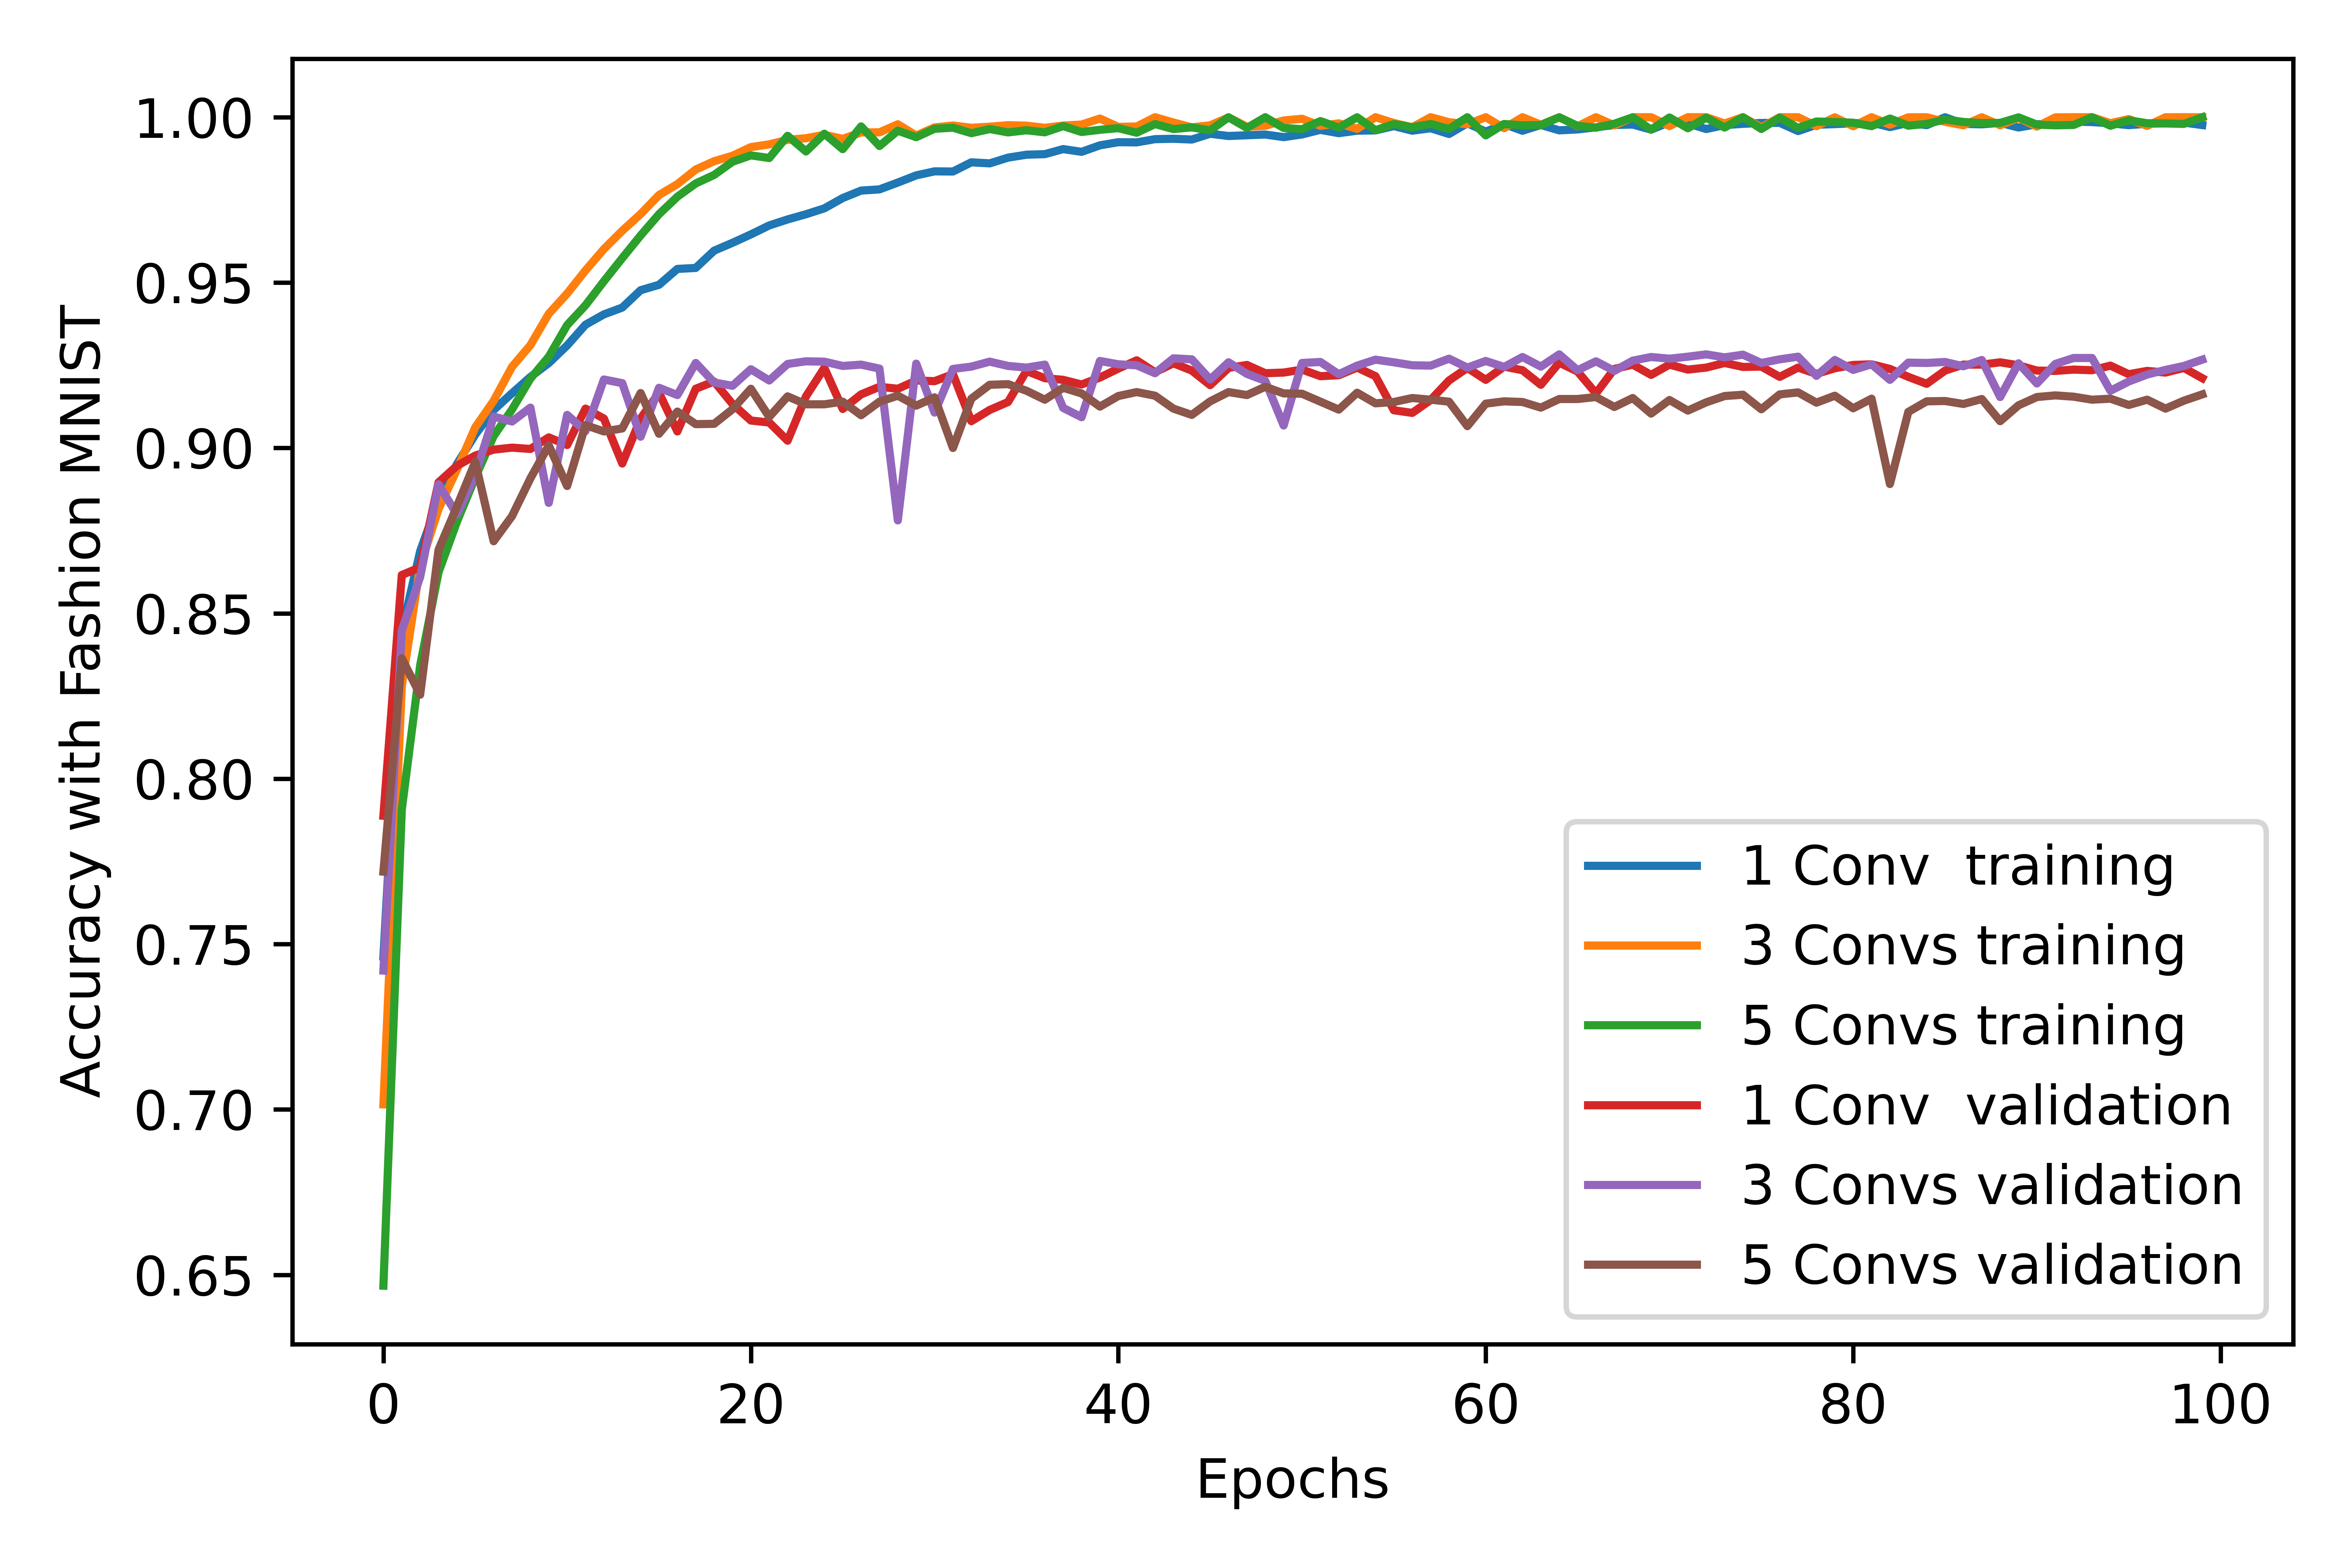 Accuracy with Fashion MNIST
1.00
0.95
0.90
0.85
0.80
0.75
0.70
0.65
1 Conv  training
3 Convs training
5 Convs training
1 Conv  validation
3 Convs validation
5 Convs validation
0 20 40 60 80 100
Epochs